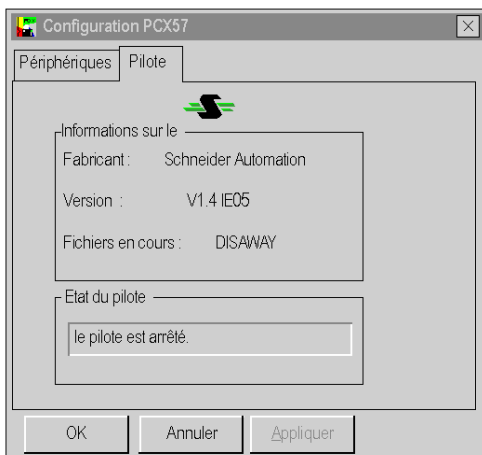 Configuration PCX57
Périphériques Pilote
Informations sur le
Fabricant : Schneider Automation
Version : V1.4 IE05
Fichiers en cours : DISAWAY
Etat du pilote
le pilote est arrêté.
OK Annuler Appliquer